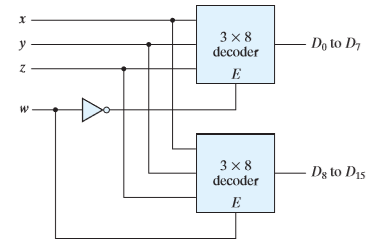 x
y
z
w
3 × 8
decoder
E
D₀ to D₇
3 × 8
decoder
E
D₈ to D₁₅